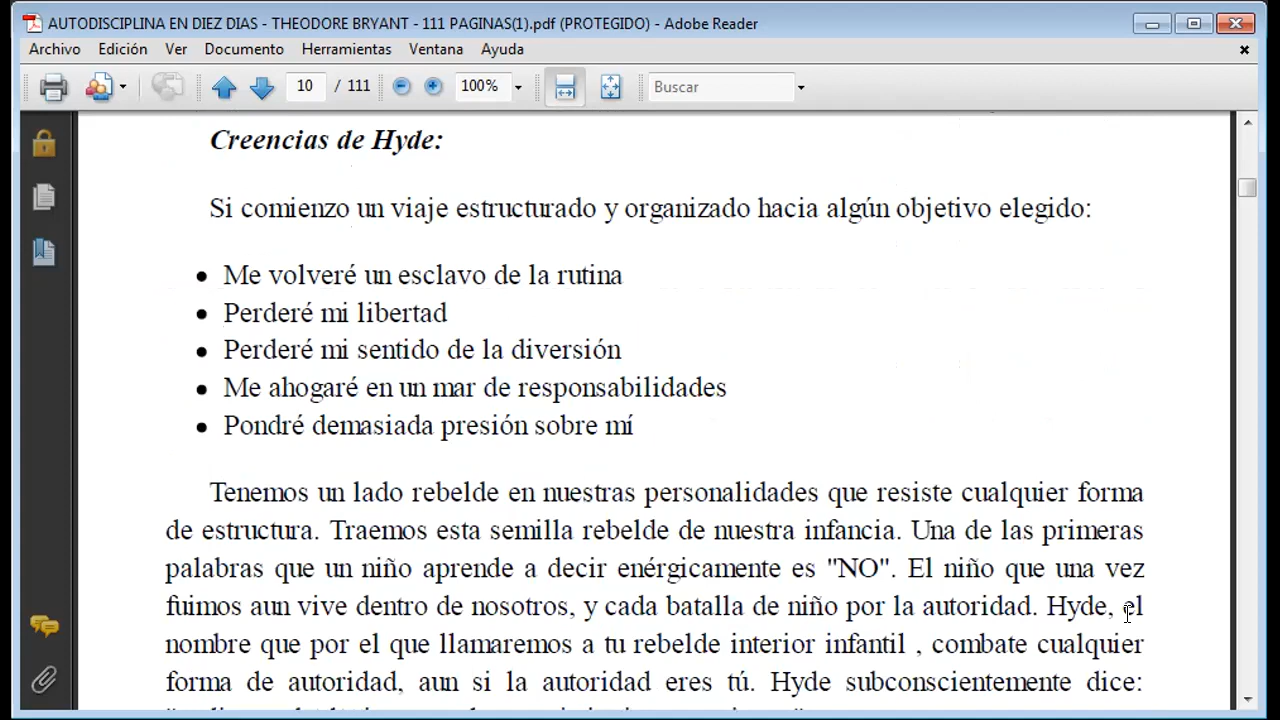 AUTODISCIPLINA EN DIEZ DIAS - THEODORE BRYANT - 111 PAGINAS(1).pdf (PROTEGIDO) - Adobe Reader
Archivo Edición Ver Documento Herramientas Ventana Ayuda
10 / 111 100% Buscar
Creencias de Hyde:
Si comienzo un viaje estructurado y organizado hacia algún objetivo elegido:
• Me volveré un esclavo de la rutina
• Perderé mi libertad
• Perderé mi sentido de la diversión
• Me ahogaré en un mar de responsabilidades
• Pondré demasiada presión sobre mí
Tenemos un lado rebelde en nuestras personalidades que resiste cualquier forma
de estructura. Traemos esta semilla rebelde de nuestra infancia. Una de las primeras
palabras que un niño aprende a decir enérgicamente es "NO". El niño que una vez
fuimos aun vive dentro de nosotros, y cada batalla de niño por la autoridad. Hyde, el
nombre que por el que llamaremos a tu rebelde interior infantil , combate cualquier
forma de autoridad, aun si la autoridad eres tú. Hyde subconscientemente dice: